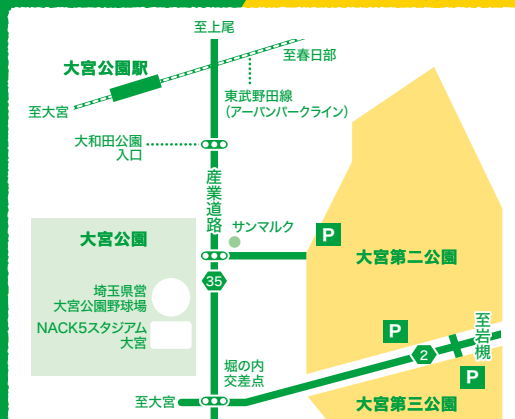 至上尾
至春日部
大宮公園駅
至大宮
東武野田線
（アーバンパークライン）
大和田公園
入口
産業道路
サンマルク
P
大宮公園
大宮第二公園
35
埼玉県営
大宮公園野球場
NACK5スタジアム
大宮
P
至岩槻
2
P
堀の内
交差点
至大宮
大宮第三公園